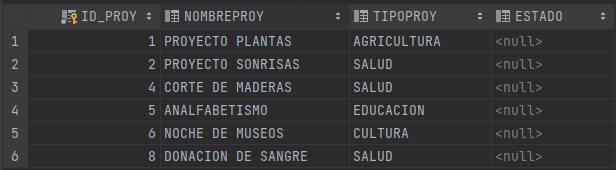 ID_PROY NOMBREPROY TIPOPROY ESTADO
1 1 PROYECTO PLANTAS AGRICULTURA <null>
2 2 PROYECTO SONRISAS SALUD <null>
3 4 CORTE DE MADERAS SALUD <null>
4 5 ANALFABETISMO EDUCACION <null>
5 6 NOCHE DE MUSEOS CULTURA <null>
6 8 DONACION DE SANGRE SALUD <null>